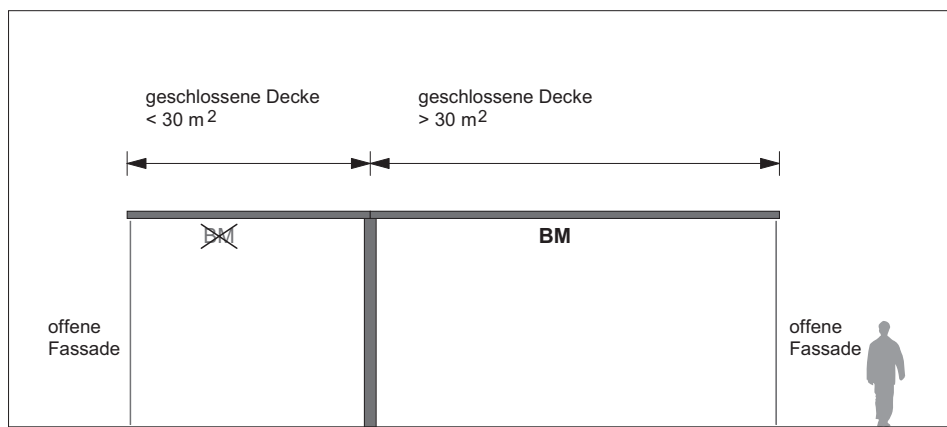 geschlossene Decke
< 30 m²
geschlossene Decke
> 30 m²
BM
BM
offene
Fassade
offene
Fassade